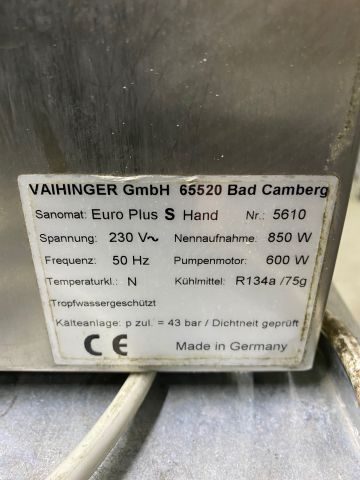 VAIHINGER GmbH 65520 Bad Camberg
Sanomat: Euro Plus S Hand Nr.: 5610
Spannung: 230 V~ Nennaufnahme: 850 W
Frequenz: 50 Hz Pumpenmotor: 600 W
Temperaturkl.: N Kühlmittel: R134a /75g
Tropfwassergeschützt
Kälteanlage: p zul. = 43 bar / Dichtheit geprüft
CE Made in Germany